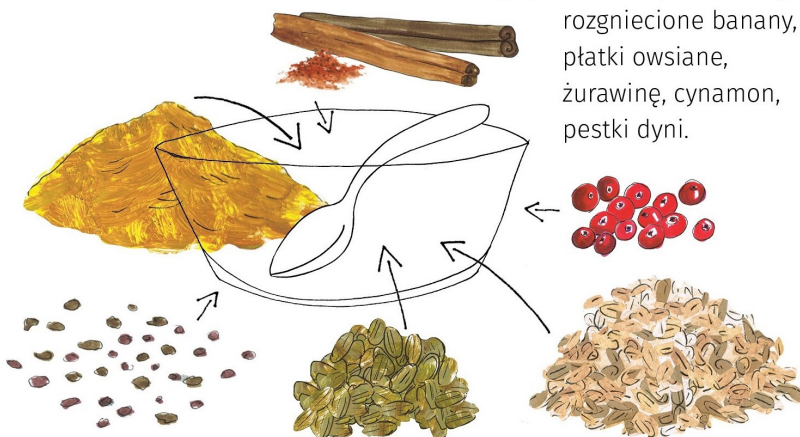 rozgniecione banany,
płatki owsiane,
żurawinę, cynamon,
pestki dyni.